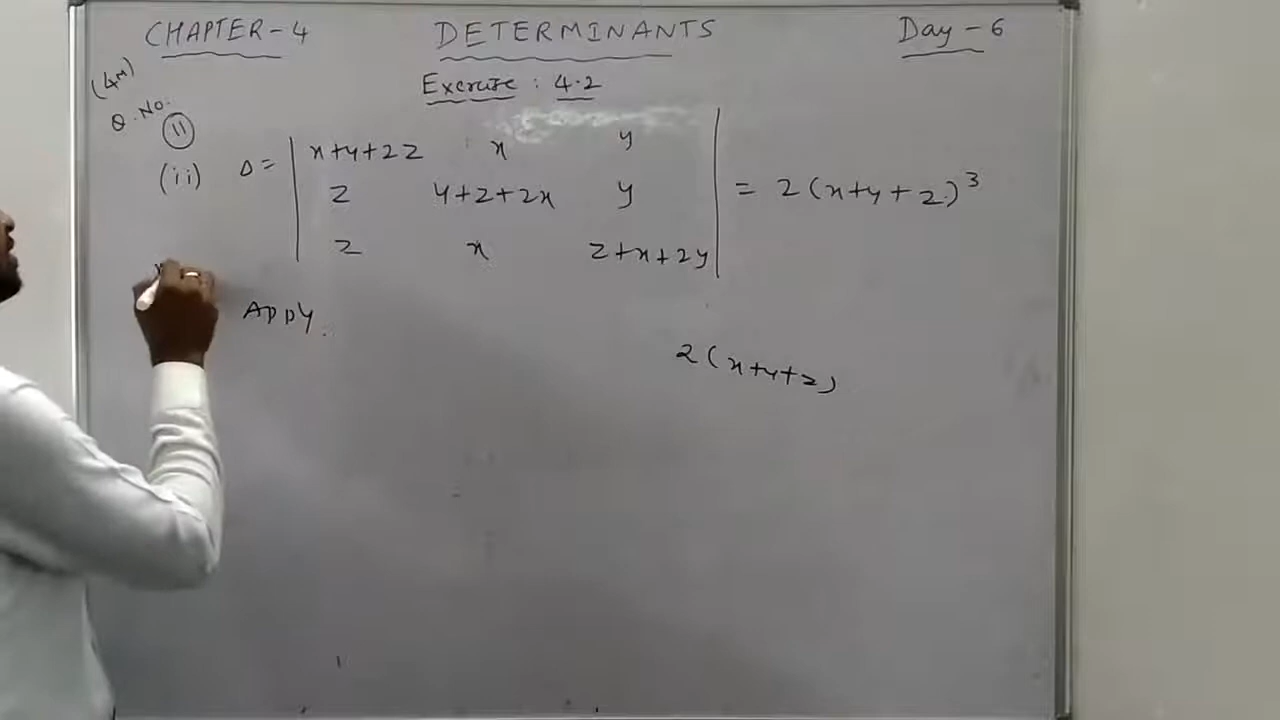 CHAPTER-4 DETERMINANTS Day-6
Exercise : 4.2
(4M)
Q.No.
11
(ii) Δ = | x+y+2z x y |
| z y+z+2x y | = 2(x+y+z)³
| z x z+x+2y |
Apply
2(x+y+z)